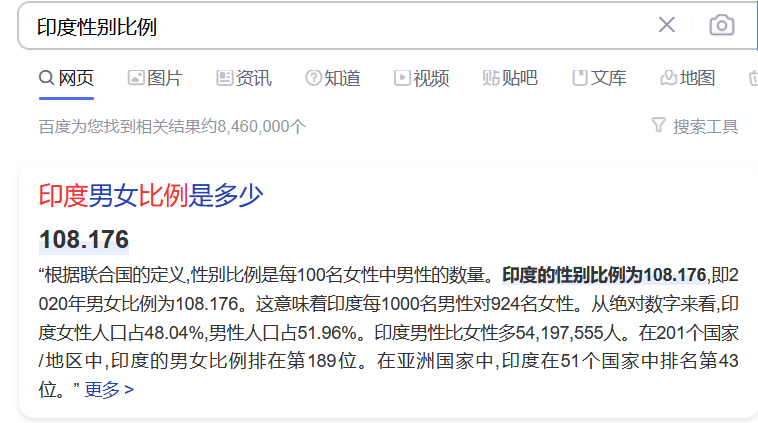 印度性别比例
网页 图片 资讯 知道 视频 贴吧 文库 地图
百度为您找到相关结果约8,460,000个 搜索工具
印度男女比例是多少
108.176
“根据联合国的定义,性别比例是每100名女性中男性的数量。印度的性别比例为108.176,即2
020年男女比例为108.176。这意味着印度每1000名男性对924名女性。从绝对数字来看,印
度女性人口占48.04%,男性人口占51.96%。印度男性比女性多54,197,555人。在201个国家
/地区中,印度的男女比例排在第189位。在亚洲国家中,印度在51个国家中排名第43
位。” 更多 >